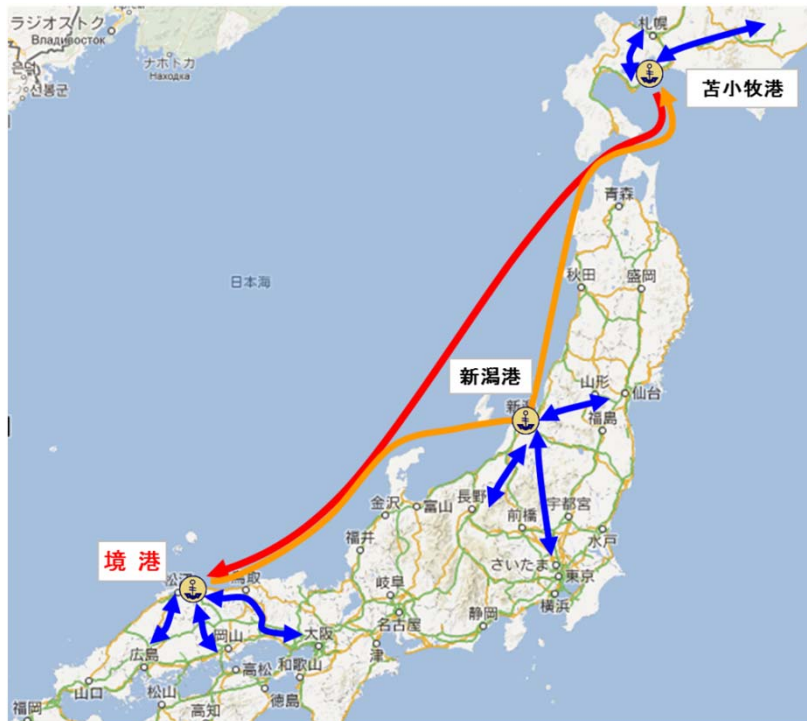 ラジオストク
Владивосток
ナホトカ
Находка
은덕
선봉군
札幌
苫小牧港
青森
日本海
秋田
盛岡
新潟港
山形
仙台
福島
長野
金沢
富山
前橋
宇都宮
福井
水戸
さいたま
東京
境 港
鳥取
岐阜
名古屋
横浜
静岡
岡山
大阪
津
広島
高松
和歌山
山口
松山
徳島
高知
福岡